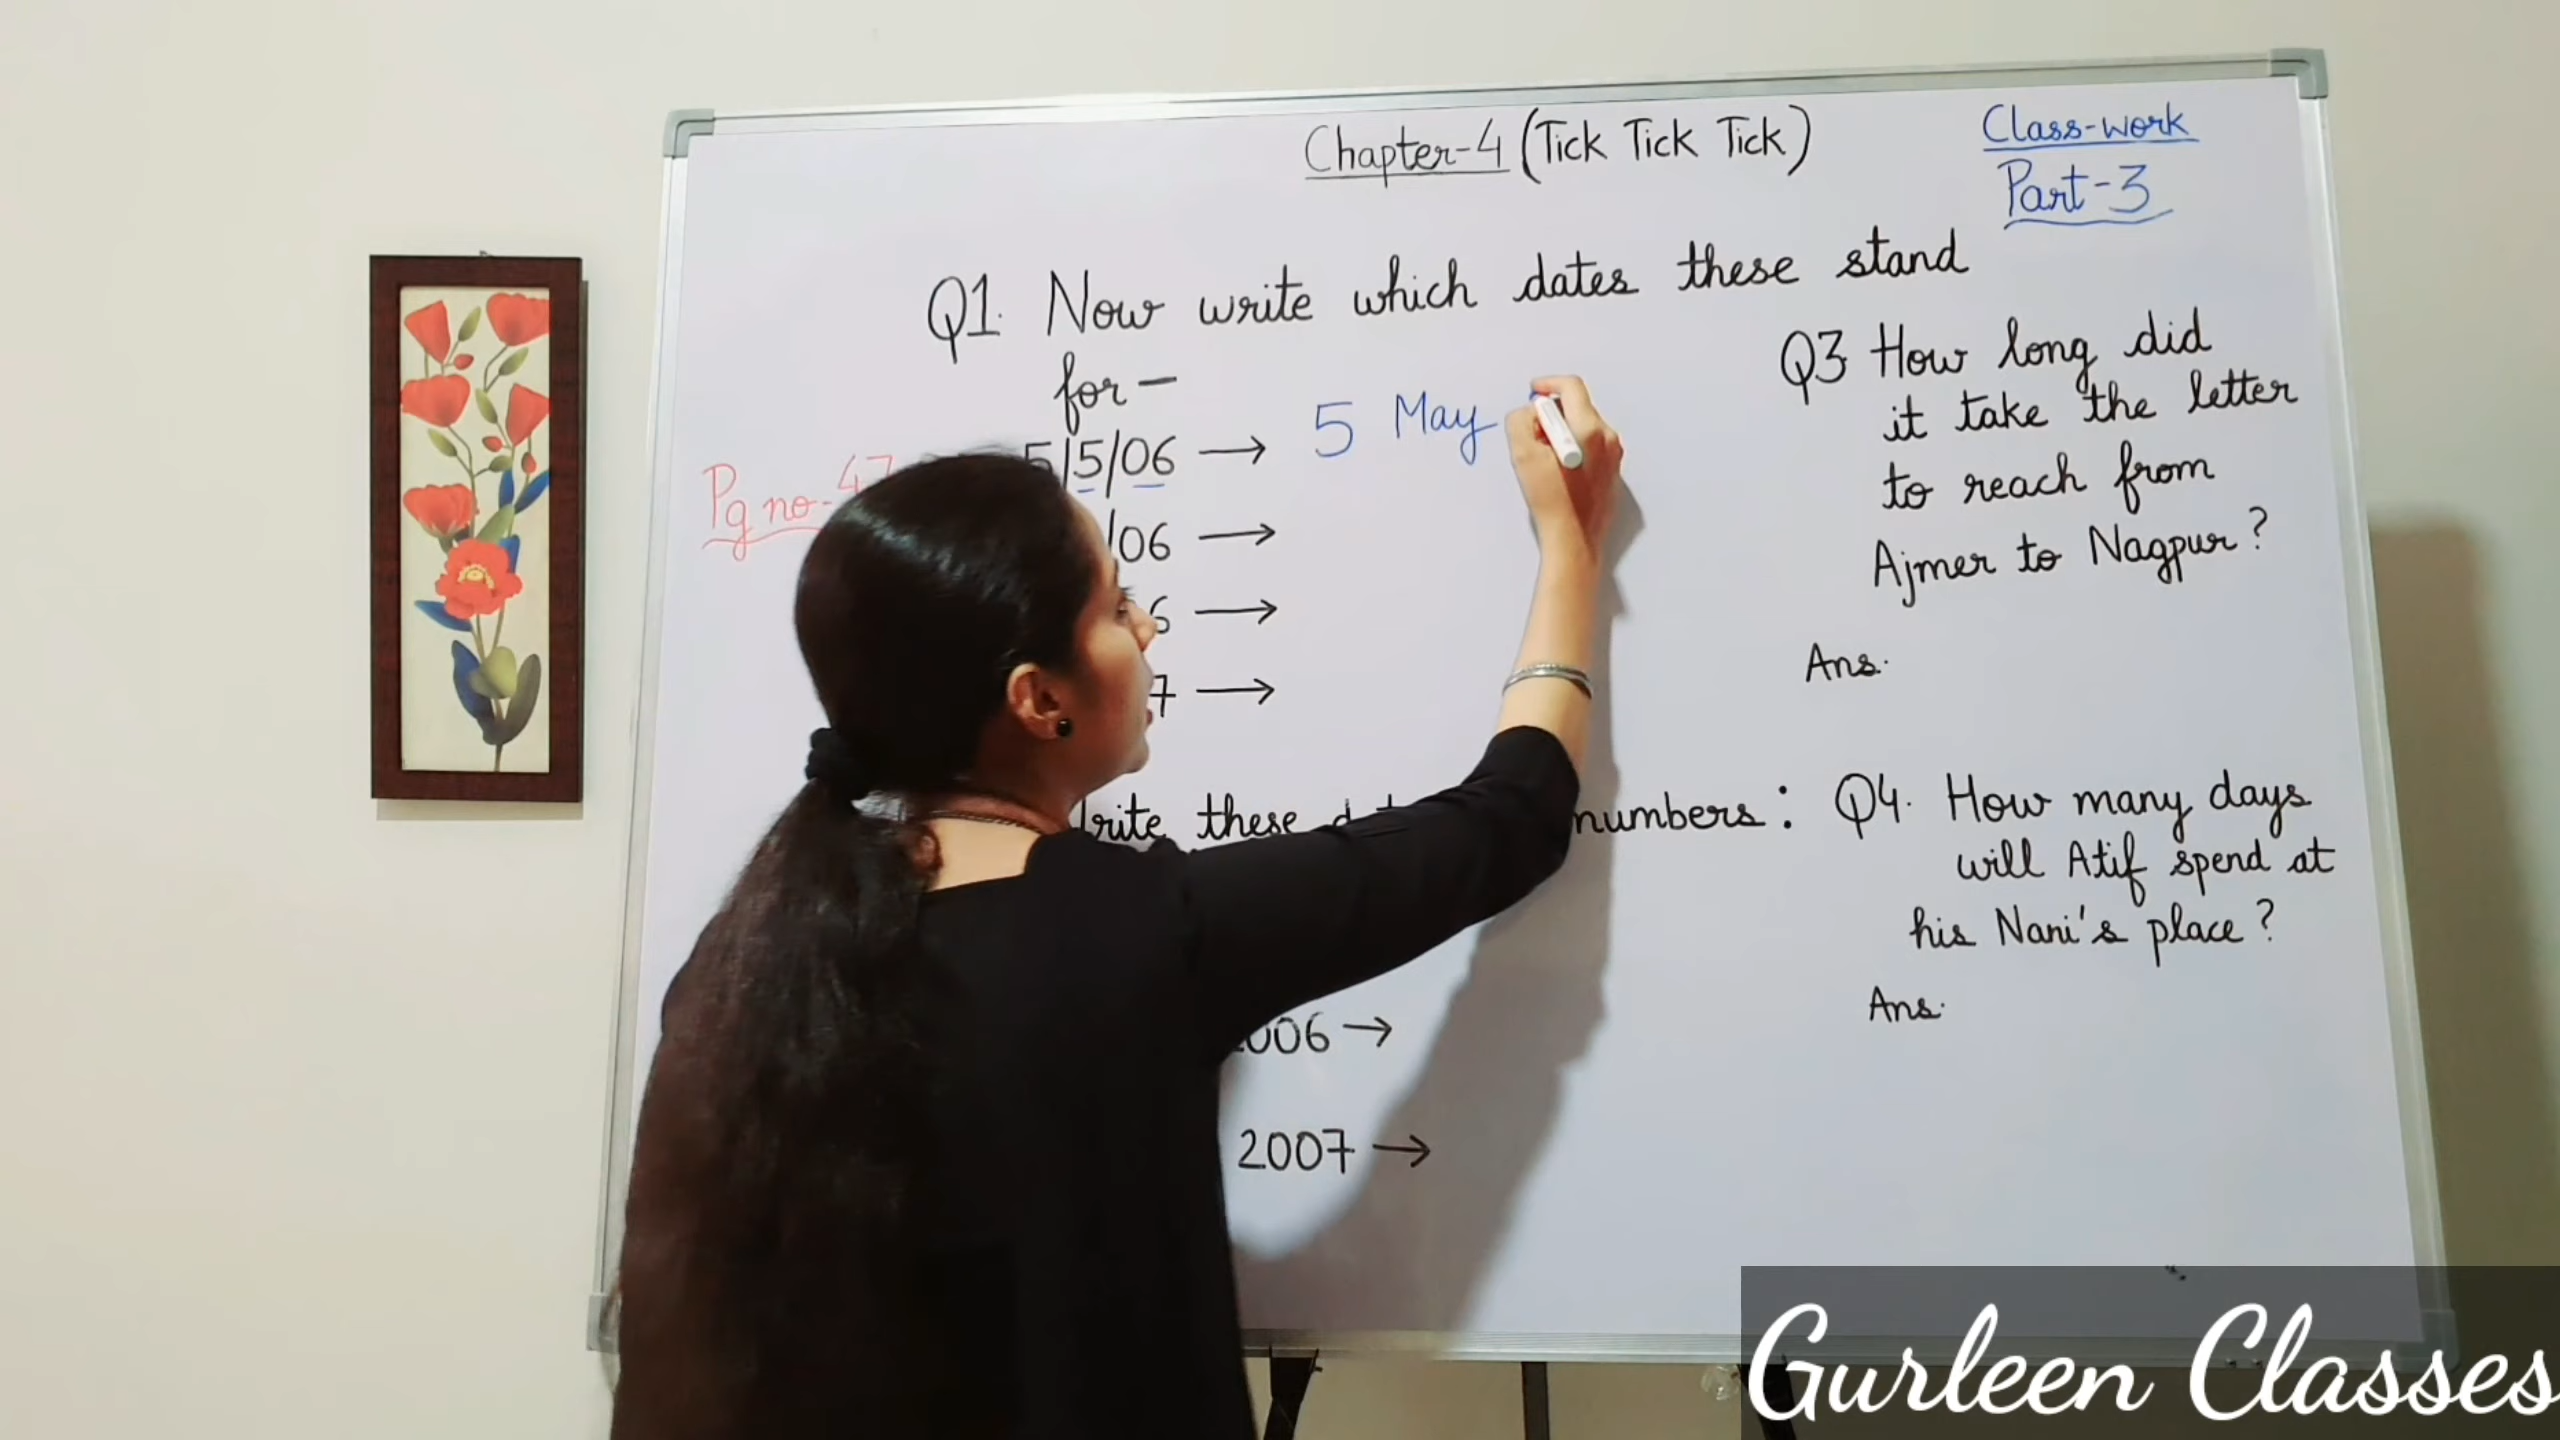 Chapter-4 (Tick Tick Tick)
Class-work
Part-3
Q1. Now write which dates these stand
for -
Pg no-47
5/5/06 → 5 May
/06 →
6 →
7 →
these numbers:
2006 →
2007 →
Q3 How long did
it take the letter
to reach from
Ajmer to Nagpur?
Ans.
Q4. How many days
will Atif spend at
his Nani's place?
Ans.
Gurleen Classes